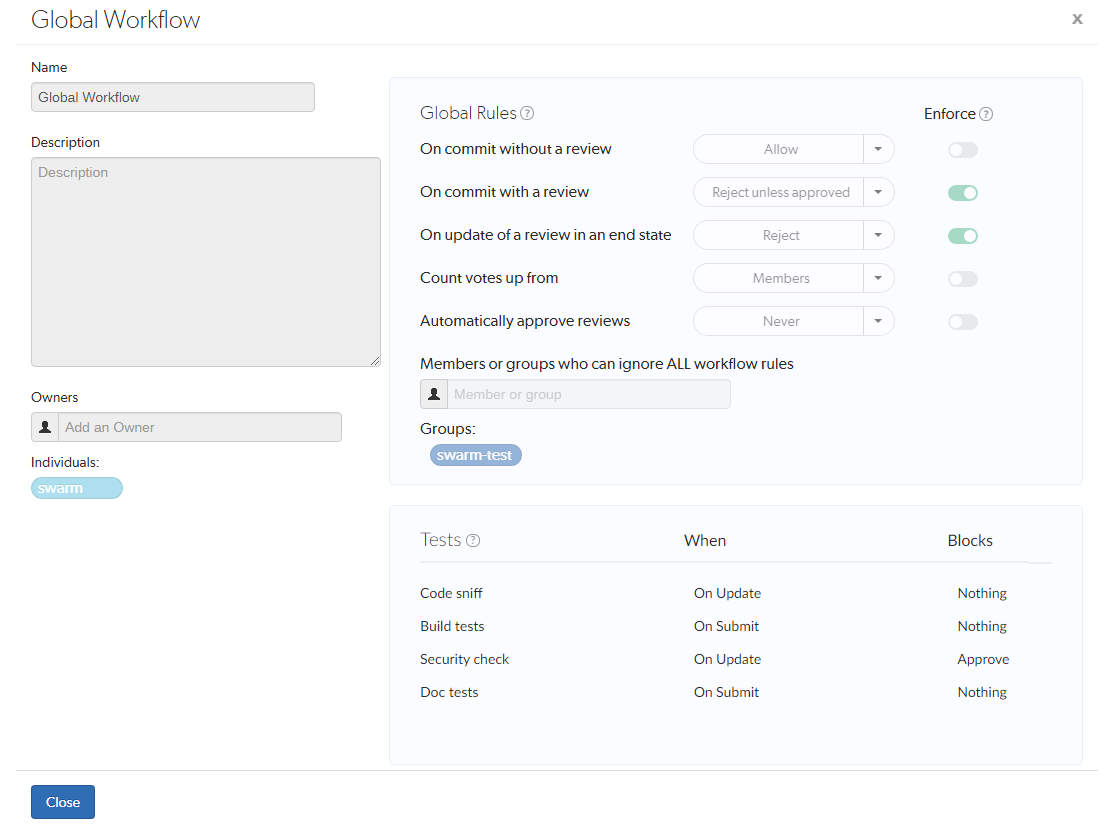 Global Workflow
x
Name
Global Workflow
Description
Description
Owners
Add an Owner
Individuals:
swarm
Global Rules ?
Enforce ?
On commit without a review Allow
On commit with a review Reject unless approved
On update of a review in an end state Reject
Count votes up from Members
Automatically approve reviews Never
Members or groups who can ignore ALL workflow rules
Member or group
Groups:
swarm-test
Tests ? When Blocks
Code sniff On Update Nothing
Build tests On Submit Nothing
Security check On Update Approve
Doc tests On Submit Nothing
Close